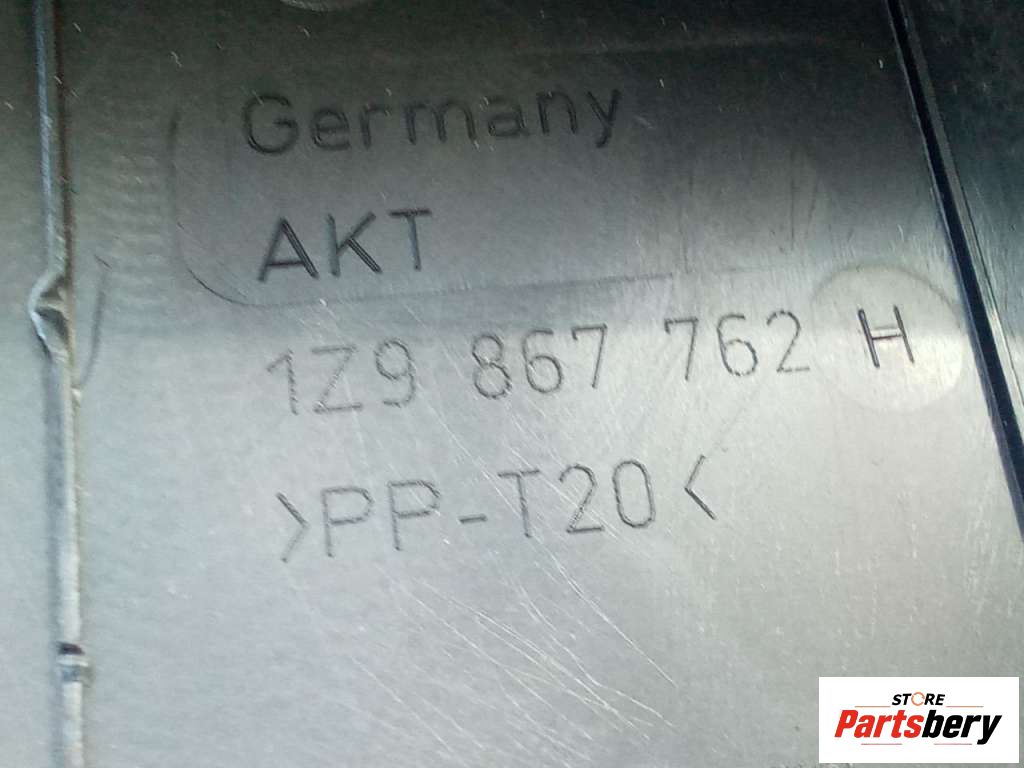 Germany
AKT
1Z9 867 762 H
>PP-T20<
STORE
Partsbery